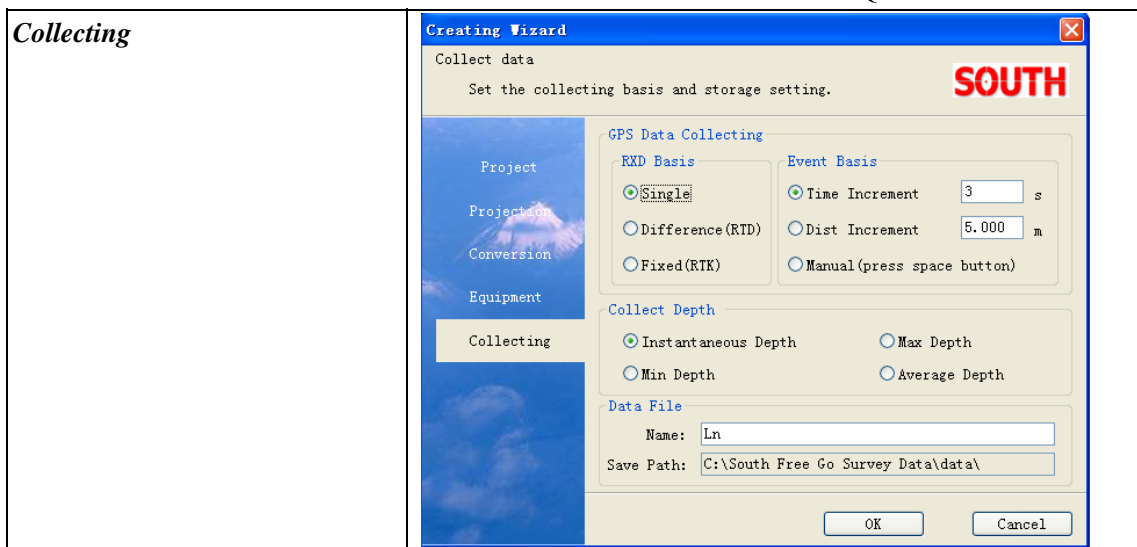 Collecting
Creating Wizard
Collect data
Set the collecting basis and storage setting.
SOUTH
Project
Projection
Conversion
Equipment
Collecting
GPS Data Collecting
RXD Basis
Single
Difference(RTD)
Fixed(RTK)
Event Basis
Time Increment 3 s
Dist Increment 5.000 m
Manual(press space button)
Collect Depth
Instantaneous Depth Max Depth
Min Depth Average Depth
Data File
Name: Ln
Save Path: C:\South Free Go Survey Data\data\
OK Cancel